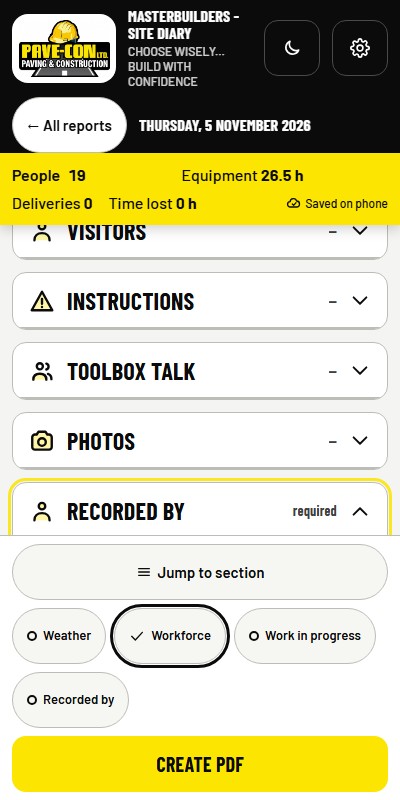 PAVE-CON LTD.
PAVING & CONSTRUCTION
MASTERBUILDERS -
SITE DIARY
CHOOSE WISELY...
BUILD WITH
CONFIDENCE
← All reports
THURSDAY, 5 NOVEMBER 2026
People 19
Equipment 26.5 h
Deliveries 0
Time lost 0 h
Saved on phone
VISITORS –
INSTRUCTIONS –
TOOLBOX TALK –
PHOTOS –
RECORDED BY required
Jump to section
Weather
Workforce
Work in progress
Recorded by
CREATE PDF